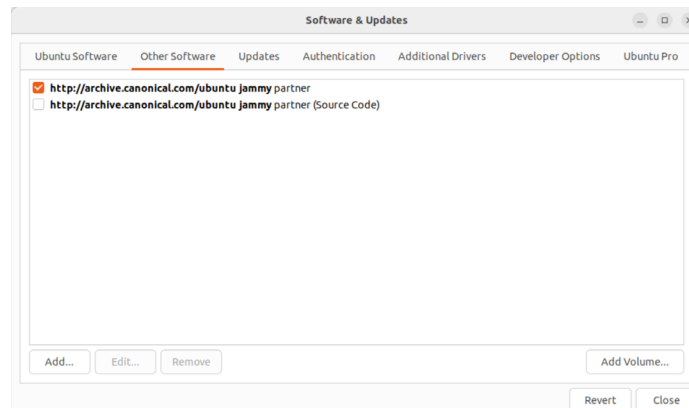 Software & Updates
Ubuntu Software Other Software Updates Authentication Additional Drivers Developer Options Ubuntu Pro
http://archive.canonical.com/ubuntu jammy partner
http://archive.canonical.com/ubuntu jammy partner (Source Code)
Add... Edit... Remove Add Volume...
Revert Close